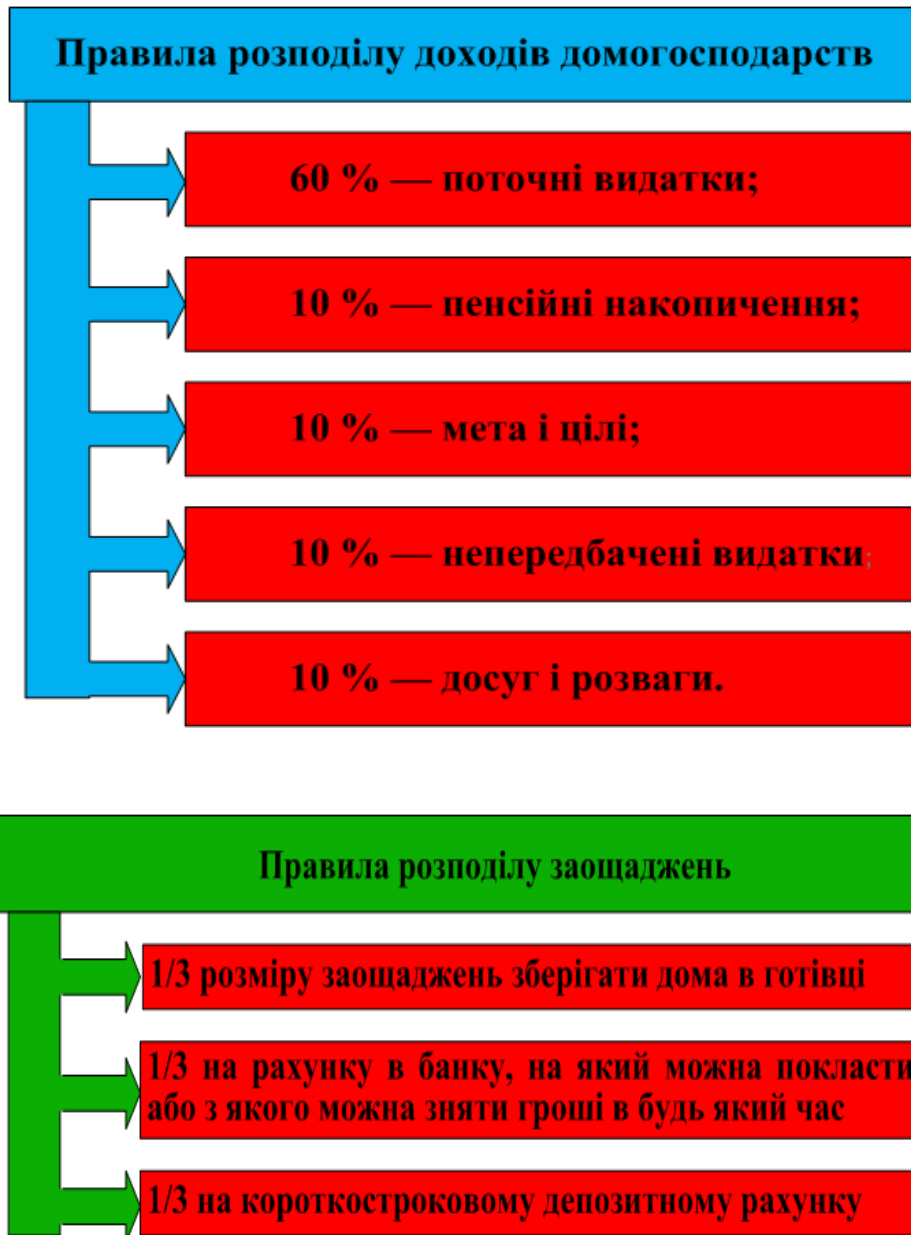 Правила розподілу доходів домогосподарств
60 % — поточні видатки;
10 % — пенсійні накопичення;
10 % — мета і цілі;
10 % — непередбачені видатки;
10 % — досуг і розваги.
Правила розподілу заощаджень
1/3 розміру заощаджень зберігати дома в готівці
1/3 на рахунку в банку, на який можна покласти
або з якого можна зняти гроші в будь який час
1/3 на короткостроковому депозитному рахунку